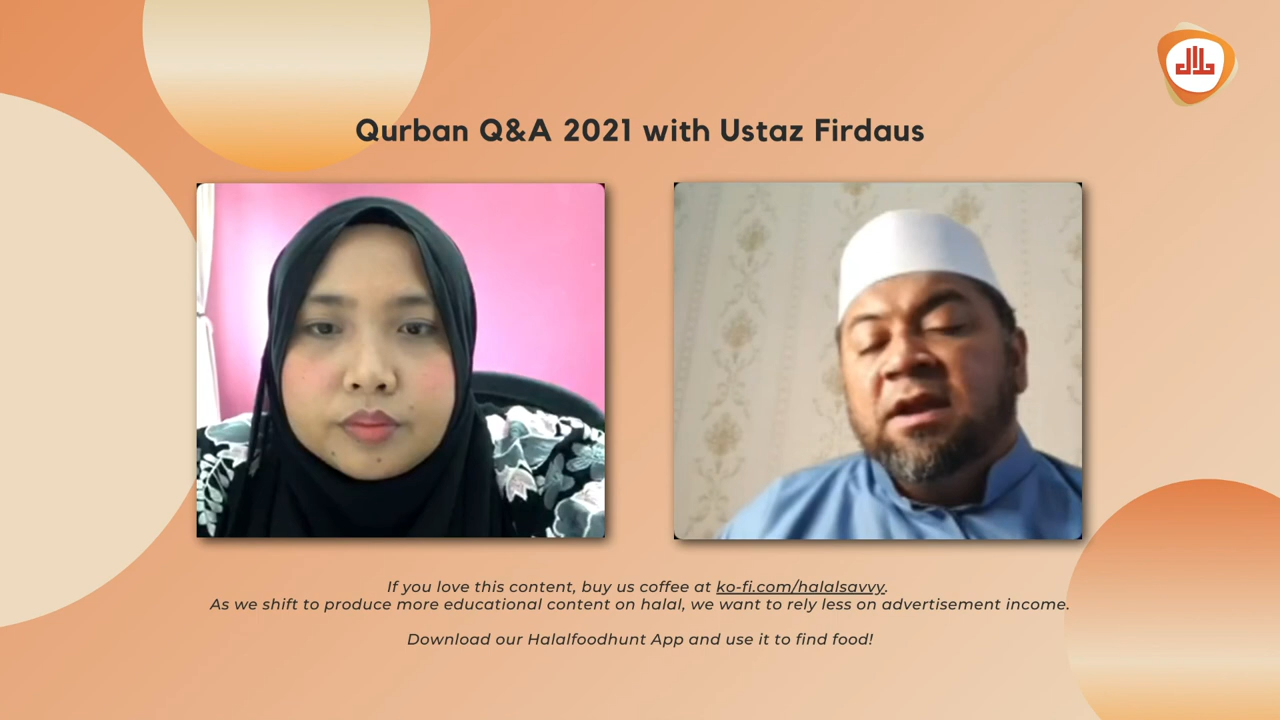 حلال
Qurban Q&A 2021 with Ustaz Firdaus
If you love this content, buy us coffee at ko-fi.com/halalsavvy.
As we shift to produce more educational content on halal, we want to rely less on advertisement income.
Download our Halalfoodhunt App and use it to find food!